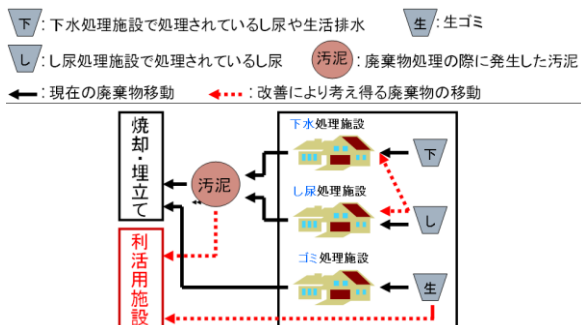 下：下水処理施設で処理されているし尿や生活排水 生：生ゴミ
し：し尿処理施設で処理されているし尿 汚泥：廃棄物処理の際に発生した汚泥
：現在の廃棄物移動 ：改善により考え得る廃棄物の移動
焼却・埋立て
汚泥
下水処理施設
下
し尿処理施設
し
利活用施設
ゴミ処理施設
生